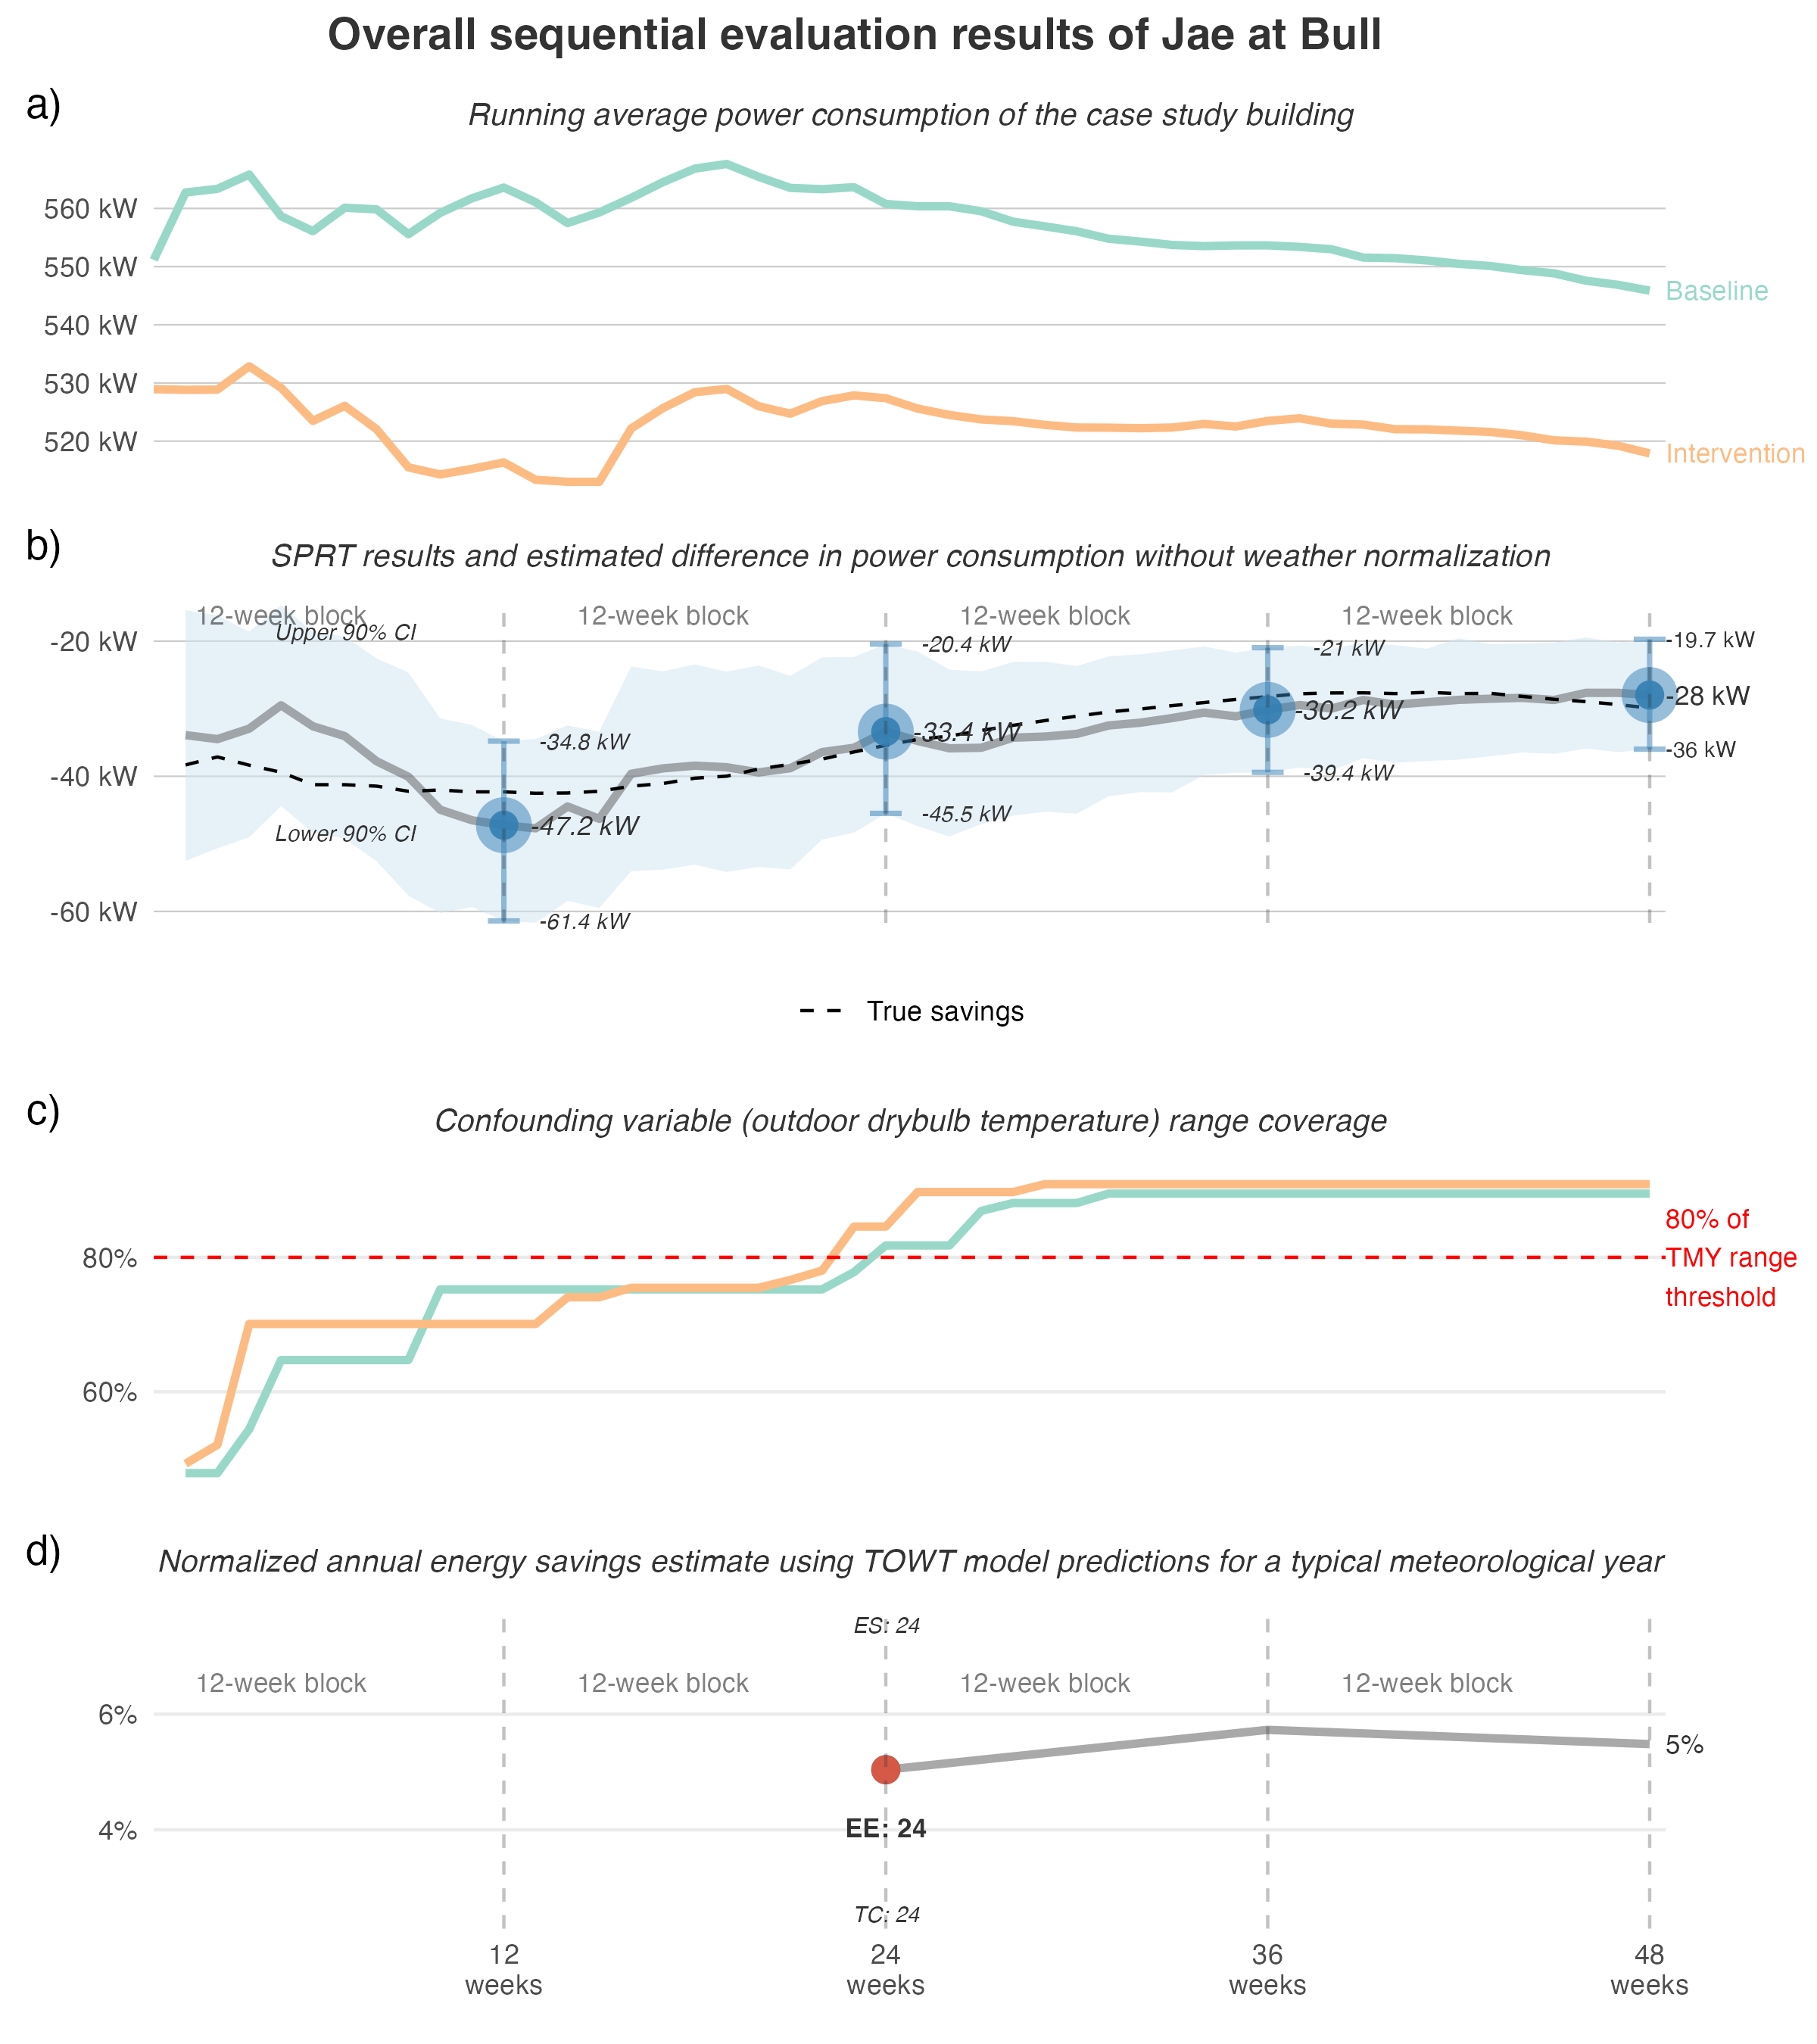 Overall sequential evaluation results of Jae at Bull
a)
Running average power consumption of the case study building
560 kW
550 kW
540 kW
530 kW
520 kW
Baseline
Intervention
b)
SPRT results and estimated difference in power consumption without weather normalization
12-week block
12-week block
12-week block
12-week block
Upper 90% CI
Lower 90% CI
-20 kW
-40 kW
-60 kW
-34.8 kW
-47.2 kW
-61.4 kW
-20.4 kW
-33.4 kW
-45.5 kW
-21 kW
-30.2 kW
-39.4 kW
-19.7 kW
-28 kW
-36 kW
True savings
c)
Confounding variable (outdoor drybulb temperature) range coverage
80%
60%
80% of
TMY range
threshold
d)
Normalized annual energy savings estimate using TOWT model predictions for a typical meteorological year
ES: 24
12-week block
12-week block
12-week block
12-week block
6%
4%
5%
EE: 24
TC: 24
12
weeks
24
weeks
36
weeks
48
weeks